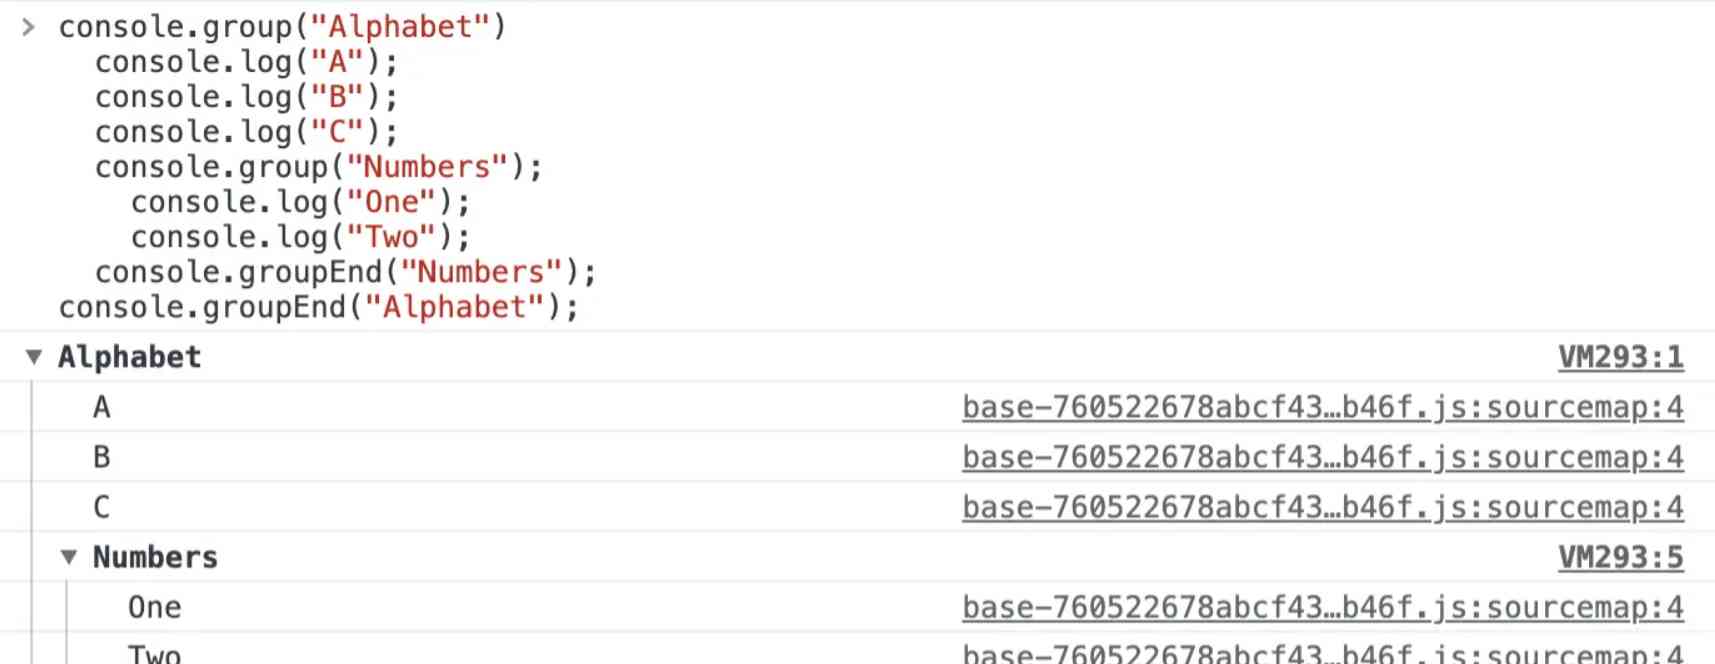 > console.group("Alphabet")
console.log("A");
console.log("B");
console.log("C");
console.group("Numbers");
console.log("One");
console.log("Two");
console.groupEnd("Numbers");
console.groupEnd("Alphabet");
▼ Alphabet VM293:1
A base-760522678abcf43…b46f.js:sourcemap:4
B base-760522678abcf43…b46f.js:sourcemap:4
C base-760522678abcf43…b46f.js:sourcemap:4
▼ Numbers VM293:5
One base-760522678abcf43…b46f.js:sourcemap:4
Two base-760522678abcf43…b46f.js:sourcemap:4